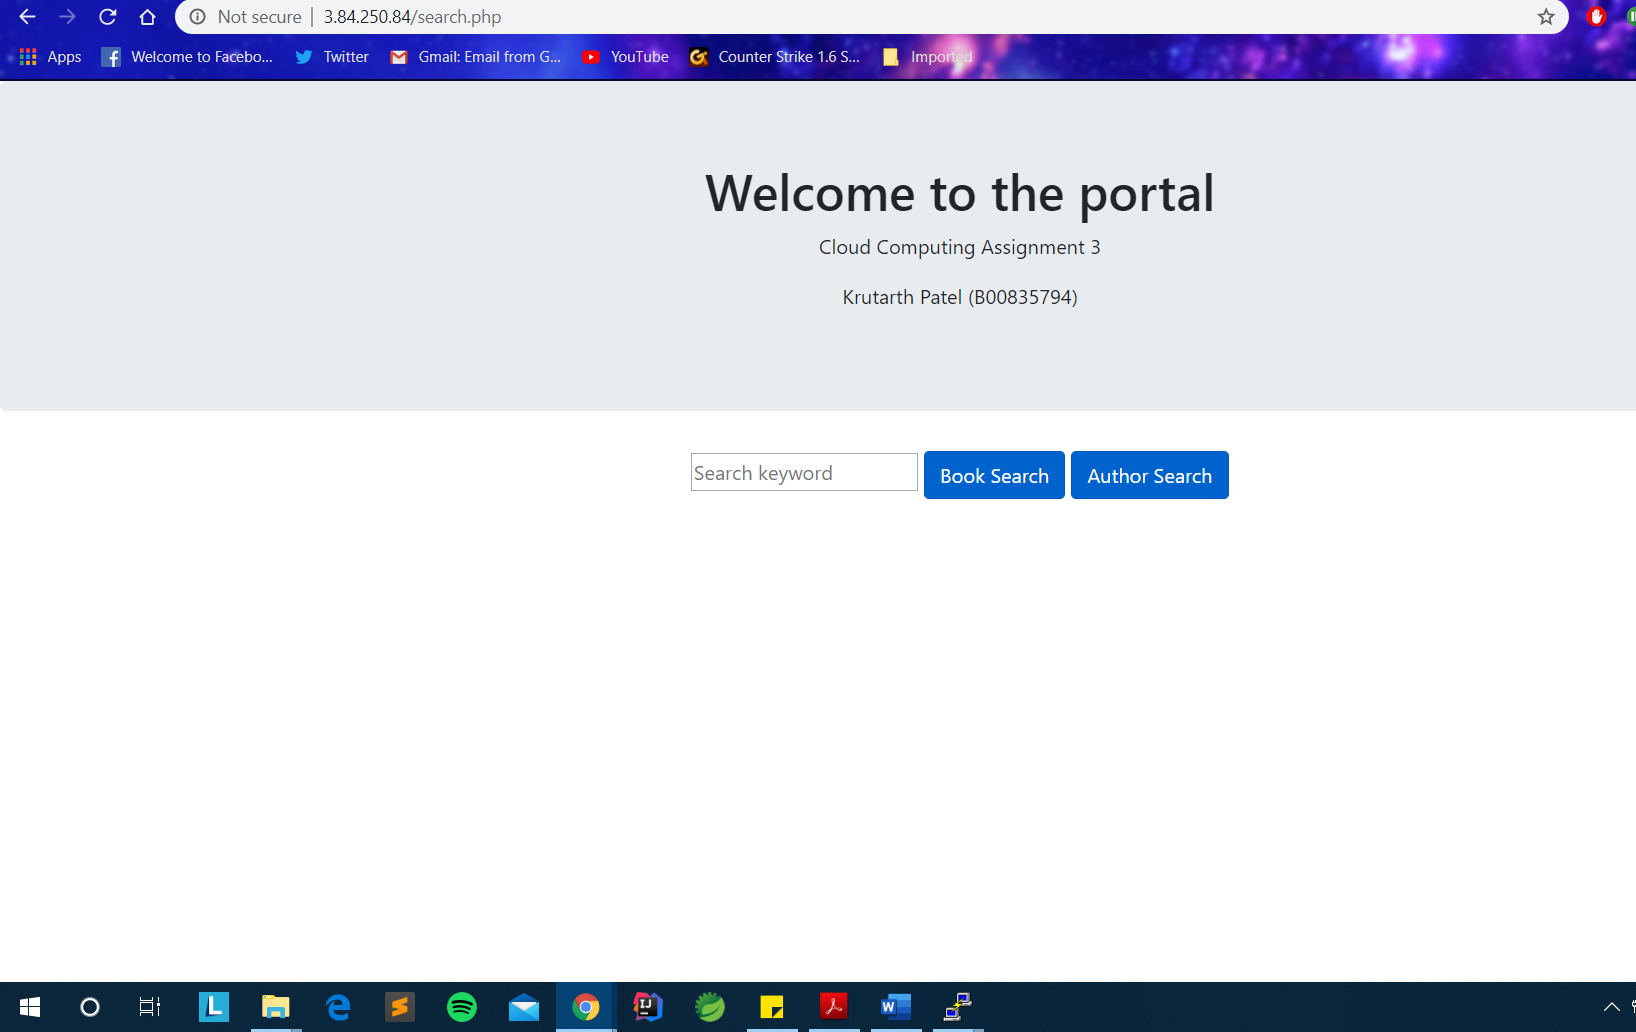 Not secure | 3.84.250.84/search.php
Apps Welcome to Facebo... Twitter Gmail: Email from G... YouTube Counter Strike 1.6 S... Imported
Welcome to the portal
Cloud Computing Assignment 3
Krutarth Patel (B00835794)
Search keyword Book Search Author Search